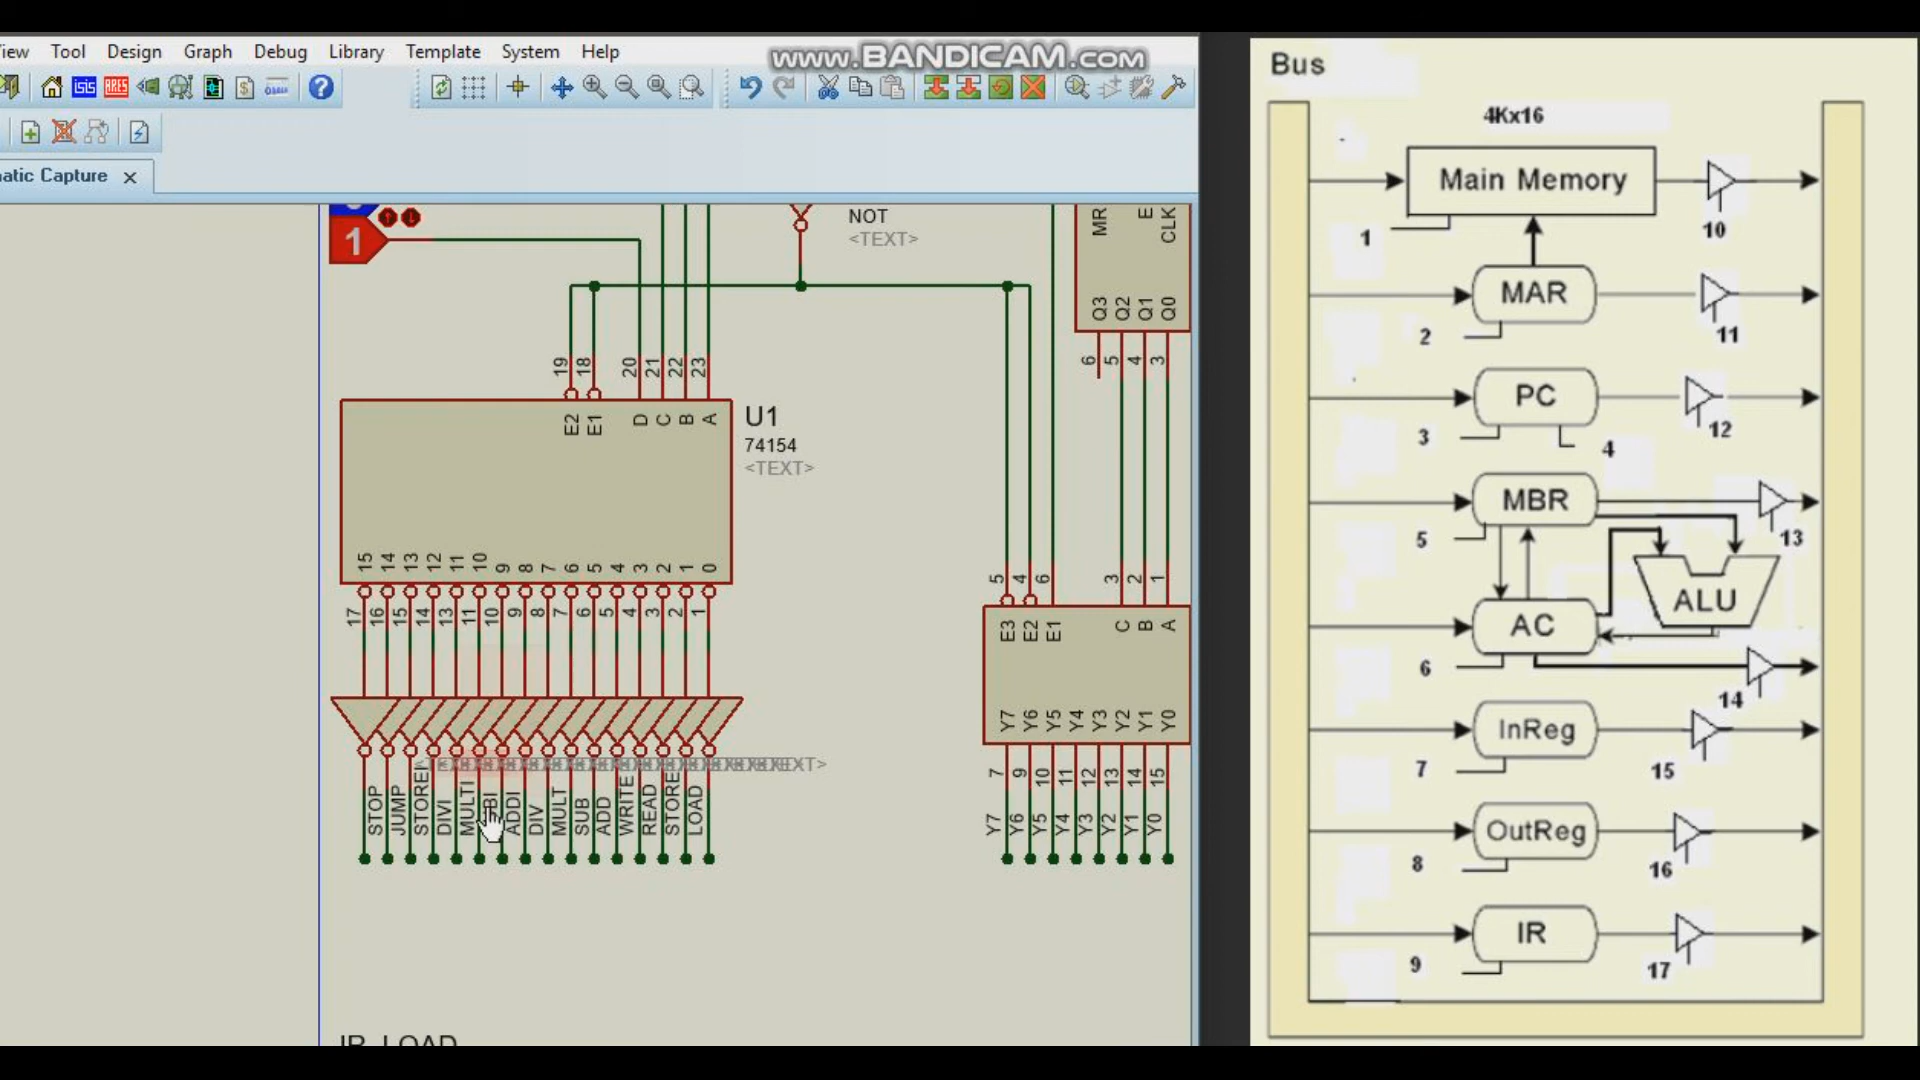 iew Tool Design Graph Debug Library Template System Help
www.BANDICAM.com
isis ARES
atic Capture ×
1
NOT
<TEXT>
MR E CLK
Q3 Q2 Q1 Q0
6 5 4 3
19 18 20 21 22 23
E2 E1 D C B A
U1
74154
<TEXT>
15 14 13 12 11 10 9 8 7 6 5 4 3 2 1 0
17 16 15 14 13 11 10 9 8 7 6 5 4 3 2 1
STOP JUMP STOREI DIVI MULTI ADDI DIV MULT SUB ADD WRITE READ STORE LOAD
5 4 6 3 2 1
E3 E2 E1 C B A
Y7 Y6 Y5 Y4 Y3 Y2 Y1 Y0
7 9 10 11 12 13 14 15
Y7 Y6 Y5 Y4 Y3 Y2 Y1 Y0
IR LOAD
Bus
4Kx16
Main Memory
1 10
MAR
2 11
PC
3 4 12
MBR
5 13
ALU
AC
6 14
InReg
7 15
OutReg
8 16
IR
9 17